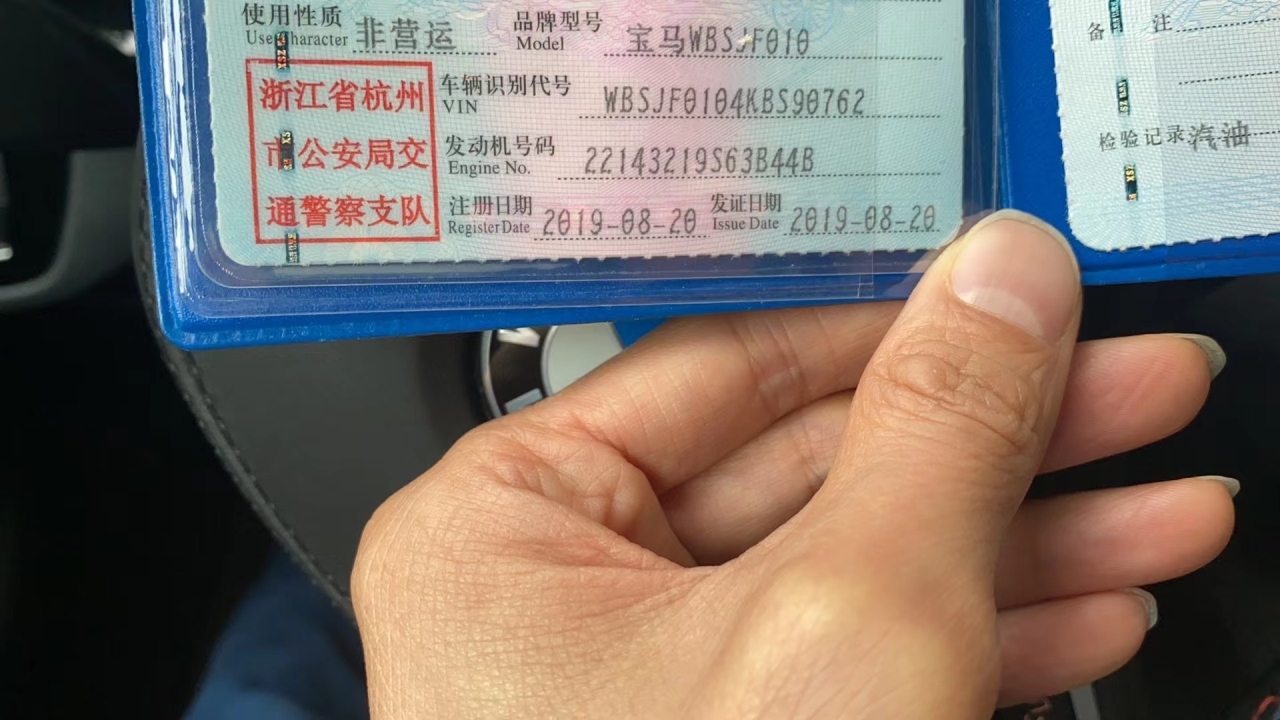 使用性质
Use Character 非营运
品牌型号
Model 宝马WBSJF010
浙江省杭州
市公安局交
通警察支队
车辆识别代号
VIN WBSJF0104KBS90762
发动机号码
Engine No. 22143219S63B44B
注册日期
Register Date 2019-08-20
发证日期
Issue Date 2019-08-20
备 注
检验记录 汽油